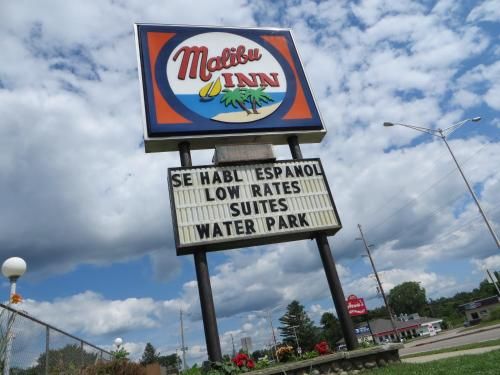 Malibu
INN
SE HABL ESPANOL
LOW RATES
SUITES
WATER PARK